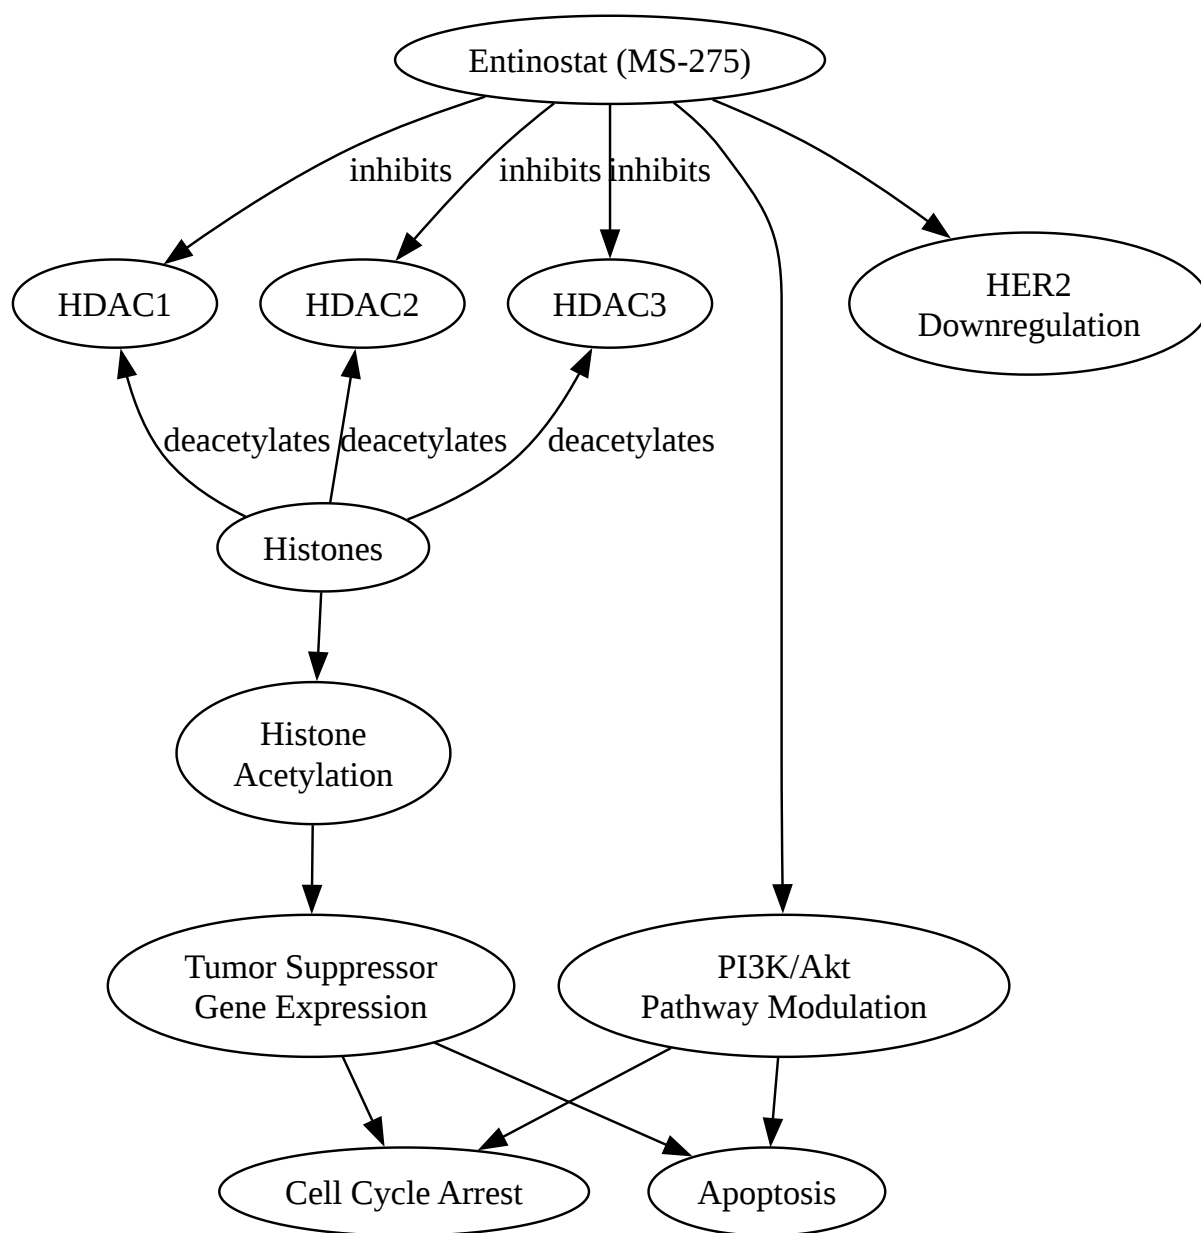 Entinostat (MS-275)
inhibits
inhibits
inhibits
HDAC1
HDAC2
HDAC3
HER2
Downregulation
deacetylates
deacetylates
deacetylates
Histones
Histone
Acetylation
Tumor Suppressor
Gene Expression
PI3K/Akt
Pathway Modulation
Cell Cycle Arrest
Apoptosis